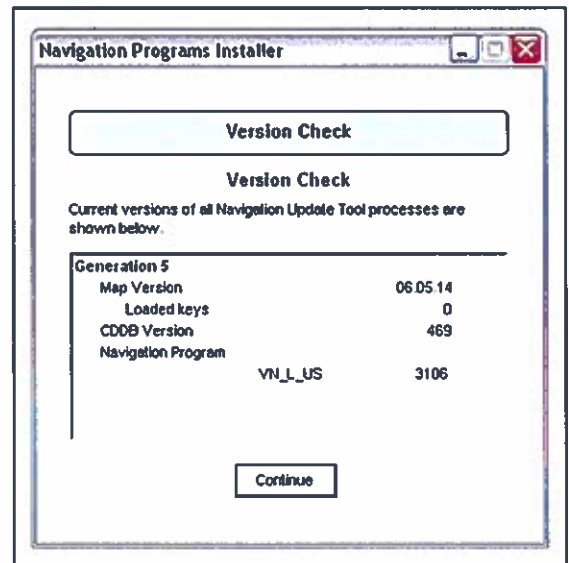 Navigation Programs Installer
Version Check
Version Check
Current versions of all Navigation Update Tool processes are
shown below.
Generation 5
Map Version 06.05.14
Loaded keys 0
CDDB Version 469
Navigation Program
VN_L_US 3106
Continue